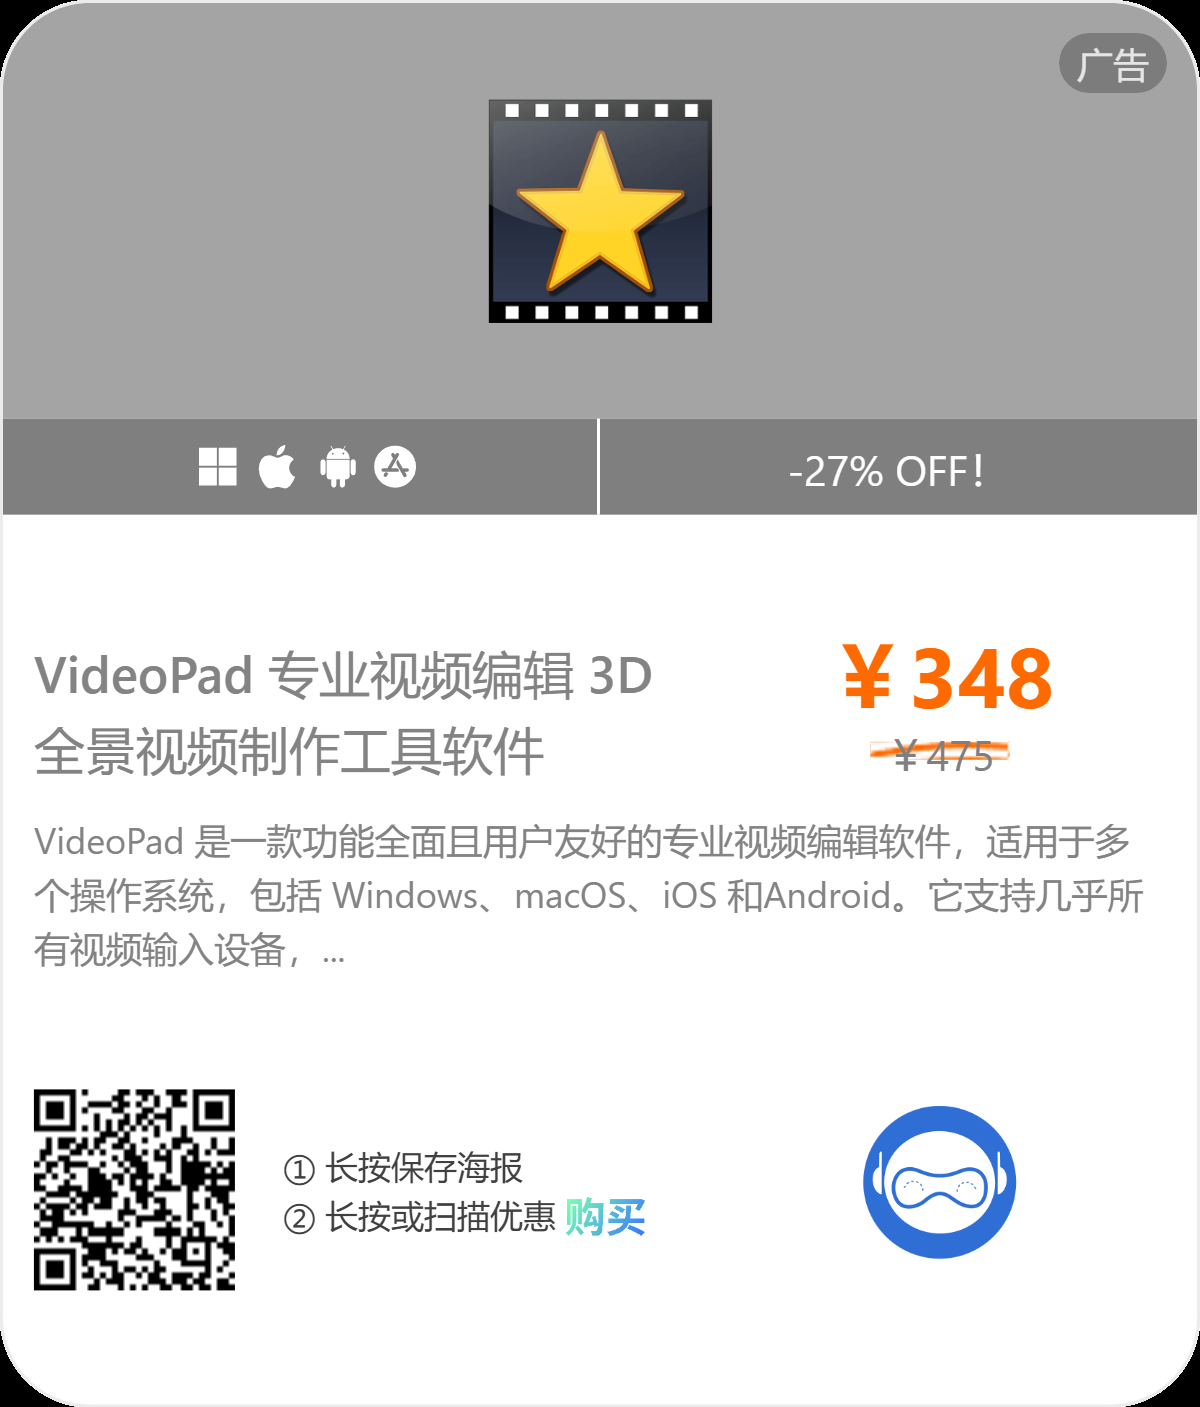 广告
-27% OFF!
VideoPad 专业视频编辑 3D
全景视频制作工具软件
¥348
¥475
VideoPad 是一款功能全面且用户友好的专业视频编辑软件，适用于多
个操作系统，包括 Windows、macOS、iOS 和Android。它支持几乎所
有视频输入设备，...
① 长按保存海报
② 长按或扫描优惠 购买